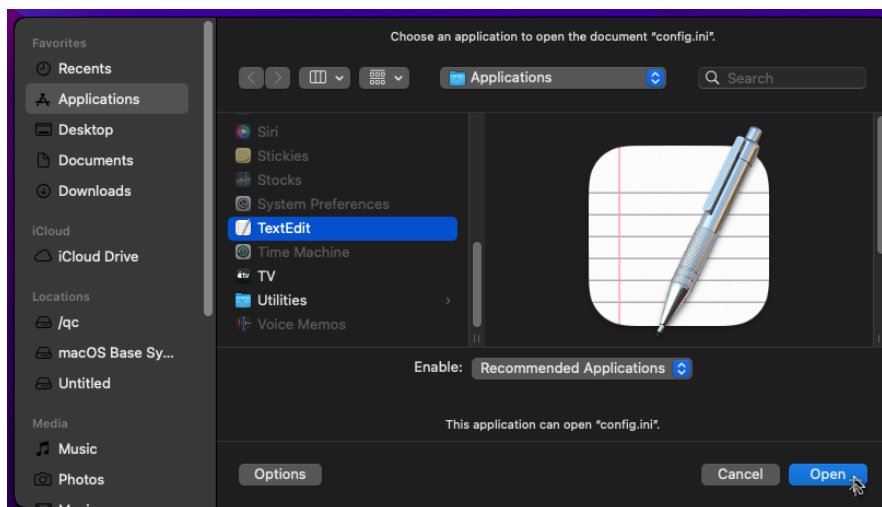 Choose an application to open the document "config.ini".
Favorites
Recents
Applications
Desktop
Documents
Downloads
iCloud
iCloud Drive
Locations
/qc
macOS Base Sy...
Untitled
Media
Music
Photos
Applications
Search
Siri
Stickies
Stocks
System Preferences
TextEdit
Time Machine
tv TV
Utilities
Voice Memos
Enable: Recommended Applications
This application can open "config.ini".
Options
Cancel
Open